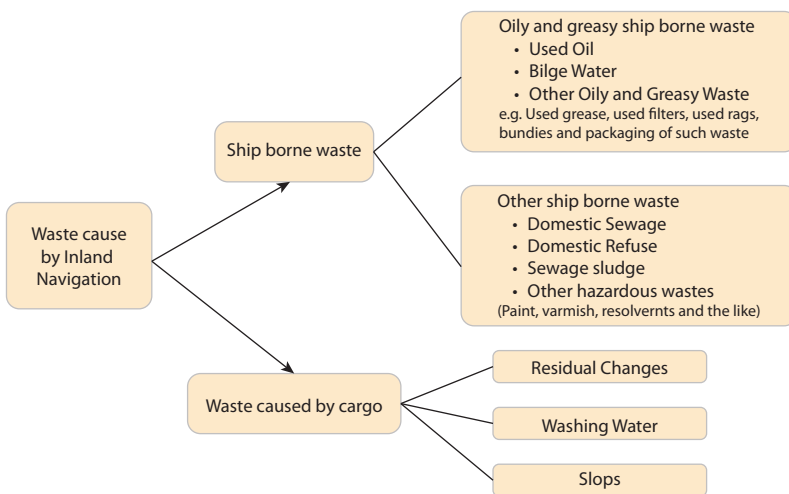 Waste cause
by Inland
Navigation
Ship borne waste
Oily and greasy ship borne waste
• Used Oil
• Bilge Water
• Other Oily and Greasy Waste
e.g. Used grease, used filters, used rags,
bundies and packaging of such waste
Other ship borne waste
• Domestic Sewage
• Domestic Refuse
• Sewage sludge
• Other hazardous wastes
(Paint, varmish, resolvernts and the like)
Waste caused by cargo
Residual Changes
Washing Water
Slops